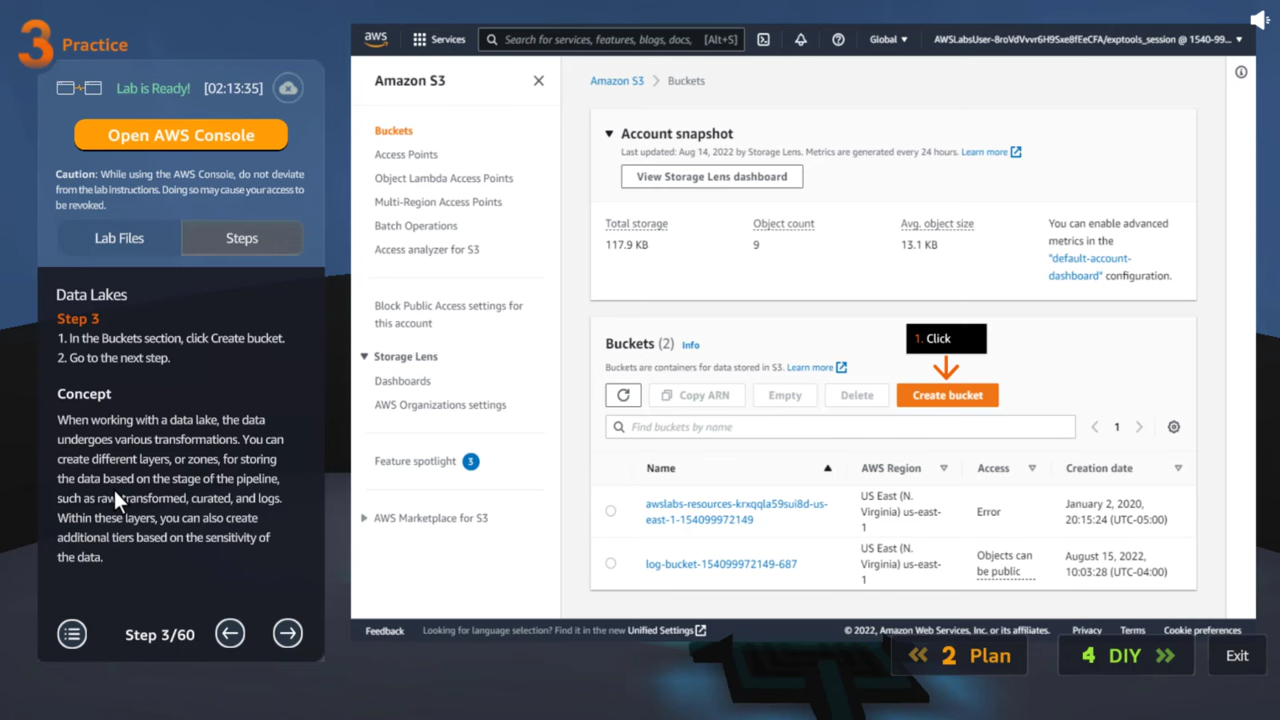 3 Practice
Lab is Ready! [02:13:35]
Open AWS Console
Caution: While using the AWS Console, do not deviate
from the lab instructions. Doing so may cause your access to
be revoked.
Lab Files
Steps
Data Lakes
Step 3
1. In the Buckets section, click Create bucket.
2. Go to the next step.
Concept
When working with a data lake, the data
undergoes various transformations. You can
create different layers, or zones, for storing
the data based on the stage of the pipeline,
such as raw, transformed, curated, and logs.
Within these layers, you can also create
additional tiers based on the sensitivity of
the data.
Step 3/60
aws
Services
Search for services, features, blogs, docs, [Alt+S]
Global
AWSLabsUser-8roVdVvvr6H9Sxe8fEeCFA/exptools_session @ 1540-99...
Amazon S3
Buckets
Access Points
Object Lambda Access Points
Multi-Region Access Points
Batch Operations
Access analyzer for S3
Block Public Access settings for
this account
Storage Lens
Dashboards
AWS Organizations settings
Feature spotlight 3
AWS Marketplace for S3
Amazon S3 > Buckets
Account snapshot
Last updated: Aug 14, 2022 by Storage Lens. Metrics are generated every 24 hours. Learn more
View Storage Lens dashboard
Total storage
117.9 KB
Object count
9
Avg. object size
13.1 KB
You can enable advanced
metrics in the
"default-account-
dashboard" configuration.
Buckets (2) Info
Buckets are containers for data stored in S3. Learn more
1. Click
Copy ARN
Empty
Delete
Create bucket
Find buckets by name
1
Name
AWS Region
Access
Creation date
awslabs-resources-krxqqla59sui8d-us-
east-1-154099972149
US East (N.
Virginia) us-east-
1
Error
January 2, 2020,
20:15:24 (UTC-05:00)
log-bucket-154099972149-687
US East (N.
Virginia) us-east-
1
Objects can
be public
August 15, 2022,
10:03:28 (UTC-04:00)
Feedback
Looking for language selection? Find it in the new Unified Settings
© 2022, Amazon Web Services, Inc. or its affiliates.
Privacy
Terms
Cookie preferences
2 Plan
4 DIY
Exit